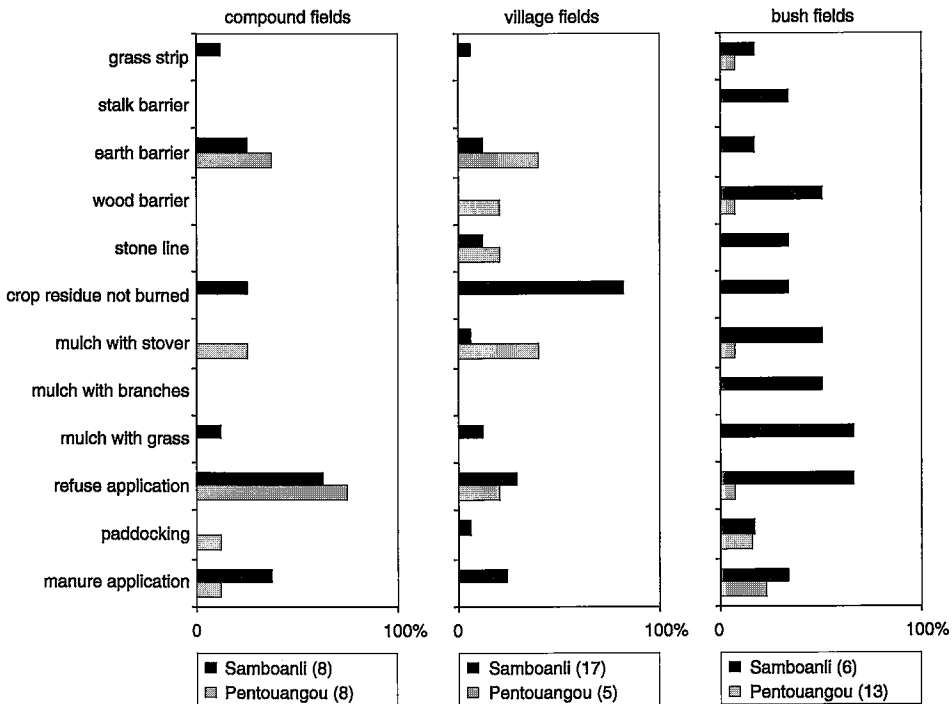 compound fields
village fields
bush fields
grass strip
stalk barrier
earth barrier
wood barrier
stone line
crop residue not burned
mulch with stover
mulch with branches
mulch with grass
refuse application
paddocking
manure application
0 100% 0 100% 0 100%
Samboanli (8)
Pentouangou (8)
Samboanli (17)
Pentouangou (5)
Samboanli (6)
Pentouangou (13)